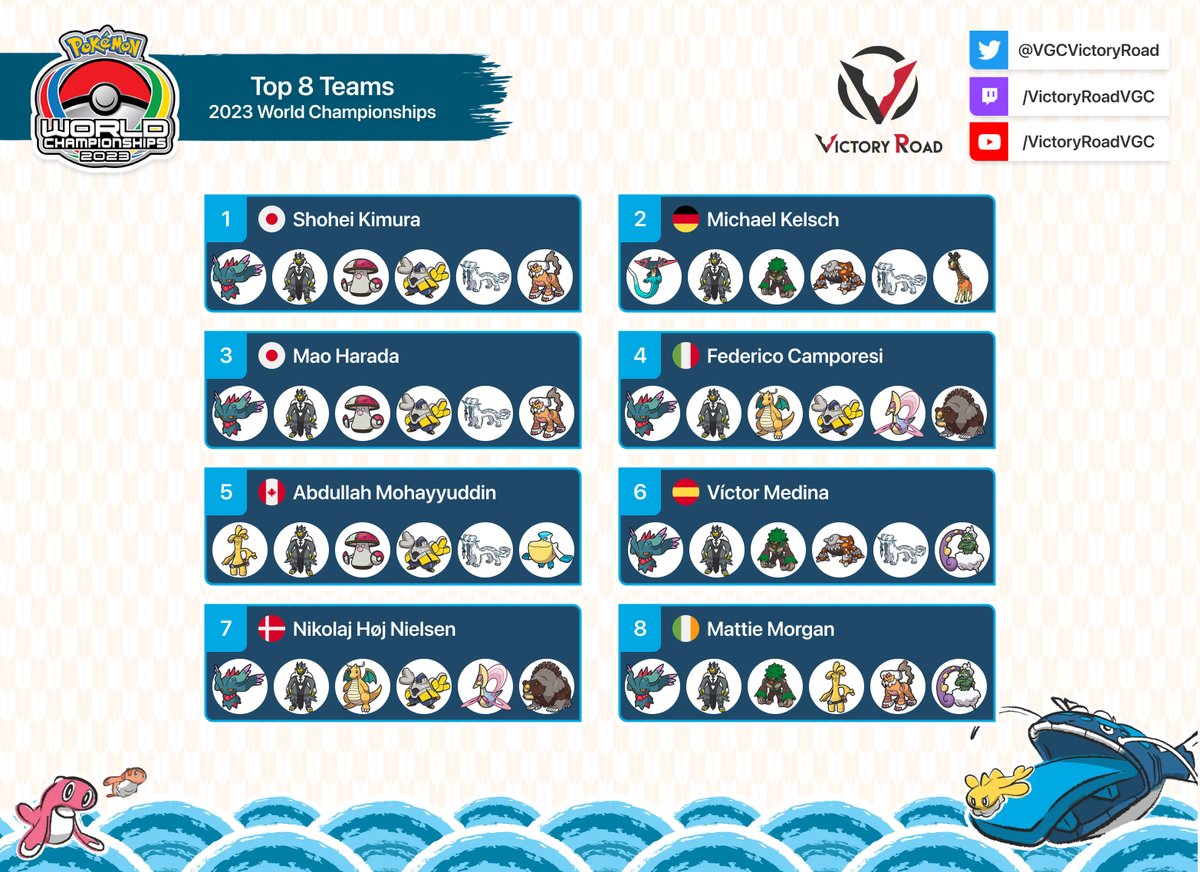 POKéMON
WORLD
CHAMPIONSHIPS
2023
Top 8 Teams
2023 World Championships
VICTORY ROAD
@VGCVictoryRoad
/VictoryRoadVGC
/VictoryRoadVGC
1 Shohei Kimura
2 Michael Kelsch
3 Mao Harada
4 Federico Camporesi
5 Abdullah Mohayyuddin
6 Víctor Medina
7 Nikolaj Høj Nielsen
8 Mattie Morgan